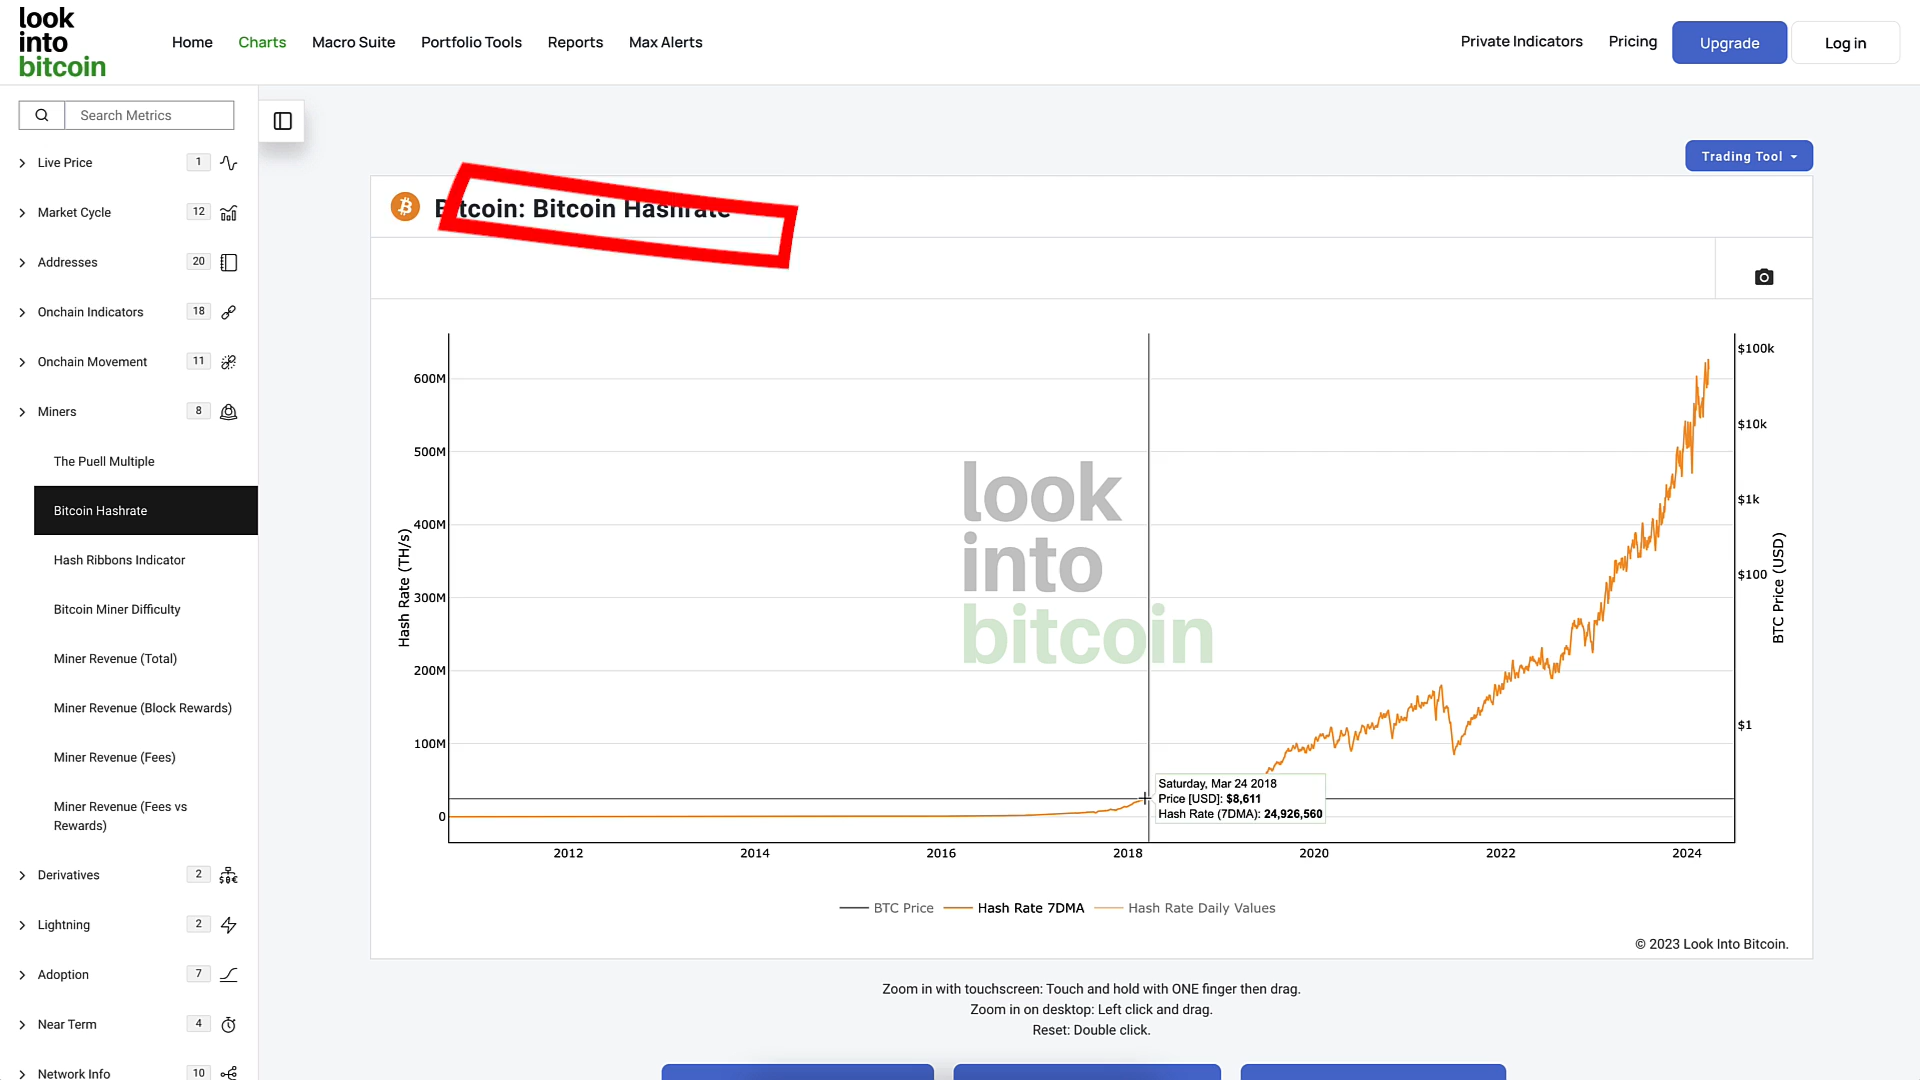 look
into
bitcoin
Home
Charts
Macro Suite
Portfolio Tools
Reports
Max Alerts
Private Indicators
Pricing
Upgrade
Log in
Search Metrics
Live Price 1
Market Cycle 12
Addresses 20
Onchain Indicators 18
Onchain Movement 11
Miners 8
The Puell Multiple
Bitcoin Hashrate
Hash Ribbons Indicator
Bitcoin Miner Difficulty
Miner Revenue (Total)
Miner Revenue (Block Rewards)
Miner Revenue (Fees)
Miner Revenue (Fees vs
Rewards)
Derivatives 2
Lightning 2
Adoption 7
Near Term 4
Network Info 10
Trading Tool
Bitcoin: Bitcoin Hashrate
600M
500M
400M
300M
200M
100M
0
Hash Rate (TH/s)
look
into
bitcoin
$100k
$10k
$1k
$100
$1
BTC Price (USD)
Saturday, Mar 24 2018
Price [USD]: $8,611
Hash Rate (7DMA): 24,926,560
2012 2014 2016 2018 2020 2022 2024
BTC Price Hash Rate 7DMA Hash Rate Daily Values
© 2023 Look Into Bitcoin.
Zoom in with touchscreen: Touch and hold with ONE finger then drag.
Zoom in on desktop: Left click and drag.
Reset: Double click.